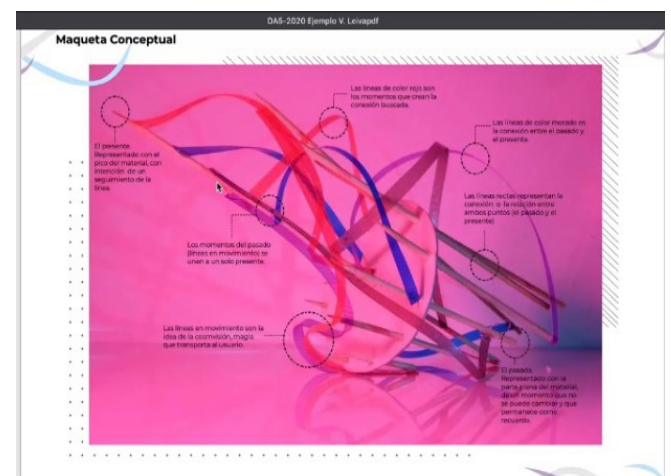 DA5-2020 Ejemplo V. Leivapdf
Maqueta Conceptual
Las líneas de color rojo son
los momentos que crean la
conexión buscada.
Las líneas de color morado es
la conexión entre el pasado y
el presente.
El presente.
Representado con el
pico del material, con
intención de un
seguimiento de la
línea.
Las líneas rectas representan la
conexión o la relación entre
ambos puntos (el pasado y el
presente)
Los momentos del pasado
(líneas en movimiento) se
unen a un solo presente.
Las líneas en movimiento son la
idea de la cosmvisión, magia
que transporta al usuario.
El pasado.
Representado con la
parte plana del material,
de un momento que no
se puede cambiar y que
permanece como
recuerdo.